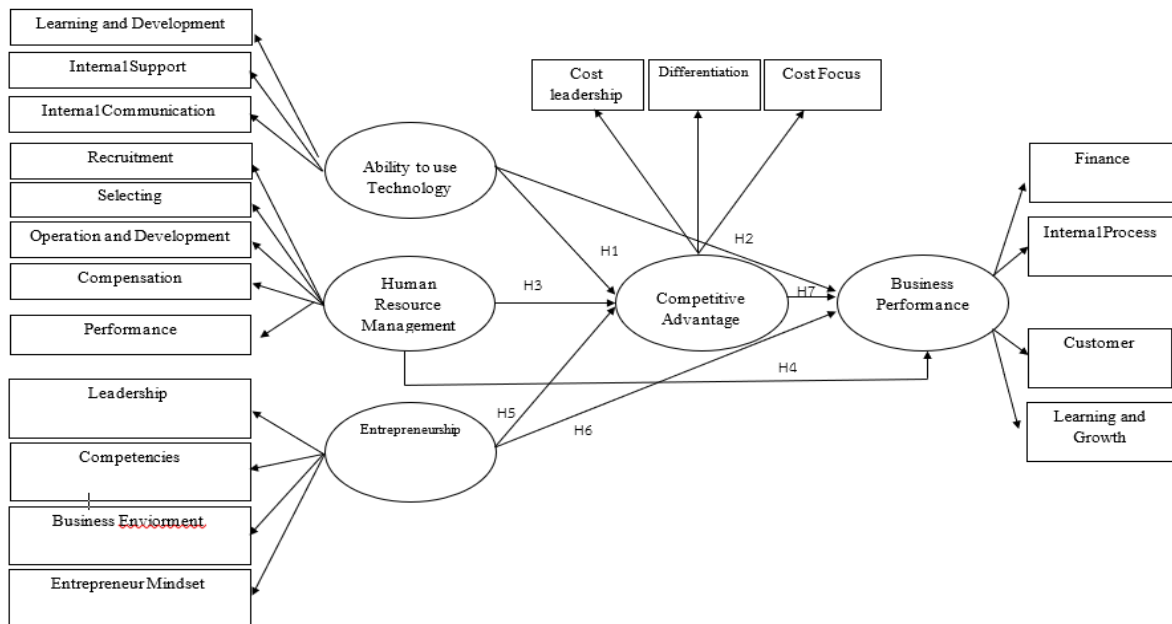 Learning and Development
Internal Support
Internal Communication
Recruitment
Selecting
Operation and Development
Compensation
Performance
Leadership
Competencies
Business Enviorment
Entrepreneur Mindset
Ability to use
Technology
Human
Resource
Management
Entrepreneurship
Cost
leadership
Differentiation
Cost Focus
H1
H2
H3
H7
H4
H5
H6
Competitive
Advantage
Business
Performance
Finance
Internal Process
Customer
Learning and
Growth